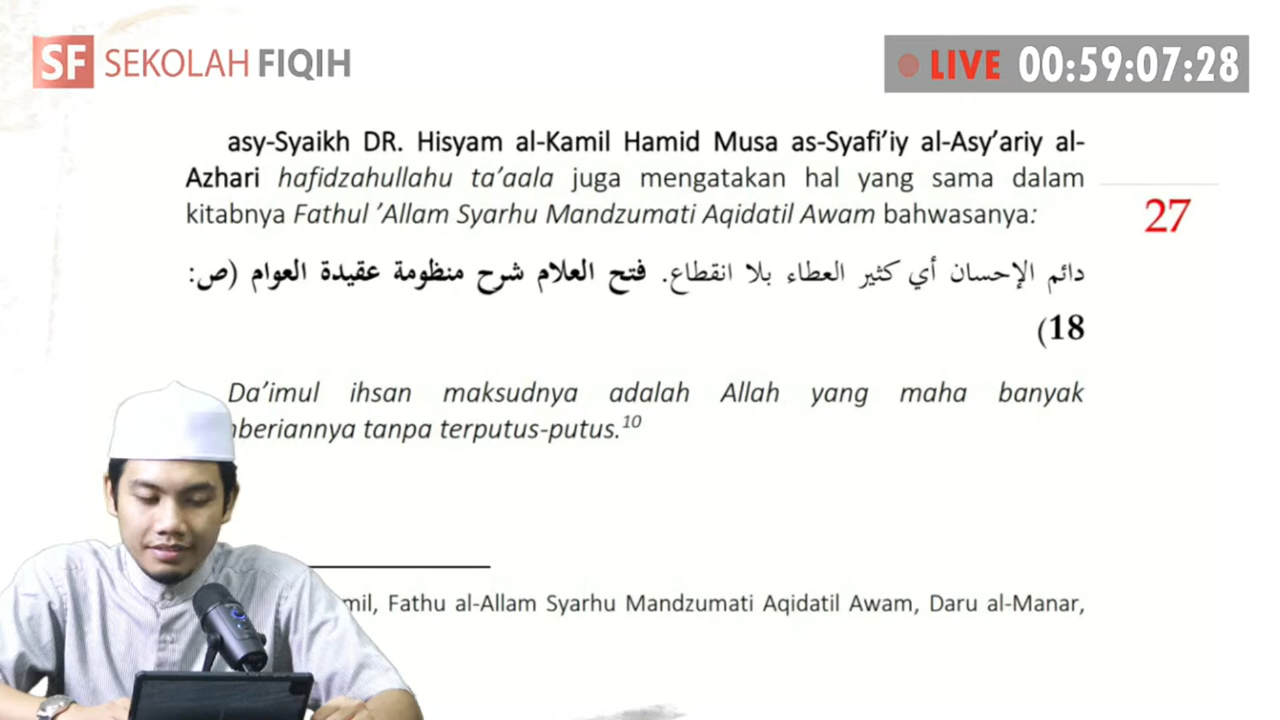 SF SEKOLAH FIQIH
LIVE 00:59:07:28
asy-Syaikh DR. Hisyam al-Kamil Hamid Musa as-Syafi'iy al-Asy'ariy al-
Azhari hafidzahullahu ta'aala juga mengatakan hal yang sama dalam
kitabnya Fathul 'Allam Syarhu Mandzumati Aqidatil Awam bahwasanya:
27
دائم الإحسان أي كثير العطاء بلا انقطاع. فتح العلام شرح منظومة عقيدة العوام (ص:
18)
Da'imul ihsan maksudnya adalah Allah yang maha banyak
tanpa terputus-putus.10
Fathu al-Allam Syarhu Mandzumati Aqidatil Awam, Daru al-Manar,